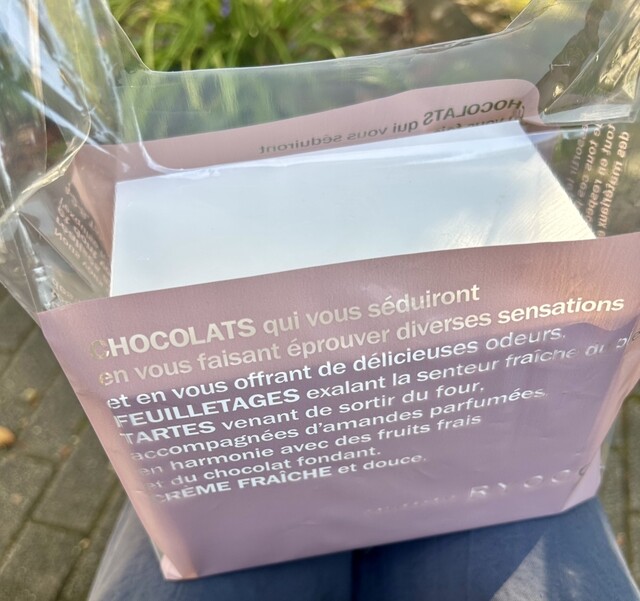 CHOCOLATS qui vous séduiront
CHOCOLATS qui vous séduiront
en vous faisant éprouver diverses sensations
et en vous offrant de délicieuses odeurs.
FEUILLETAGES exalant la senteur fraîche du
TARTES venant de sortir du four,
accompagnées d'amandes parfumées.
en harmonie avec des fruits frais
et du chocolat fondant.
CRÈME FRAÎCHE et douce.